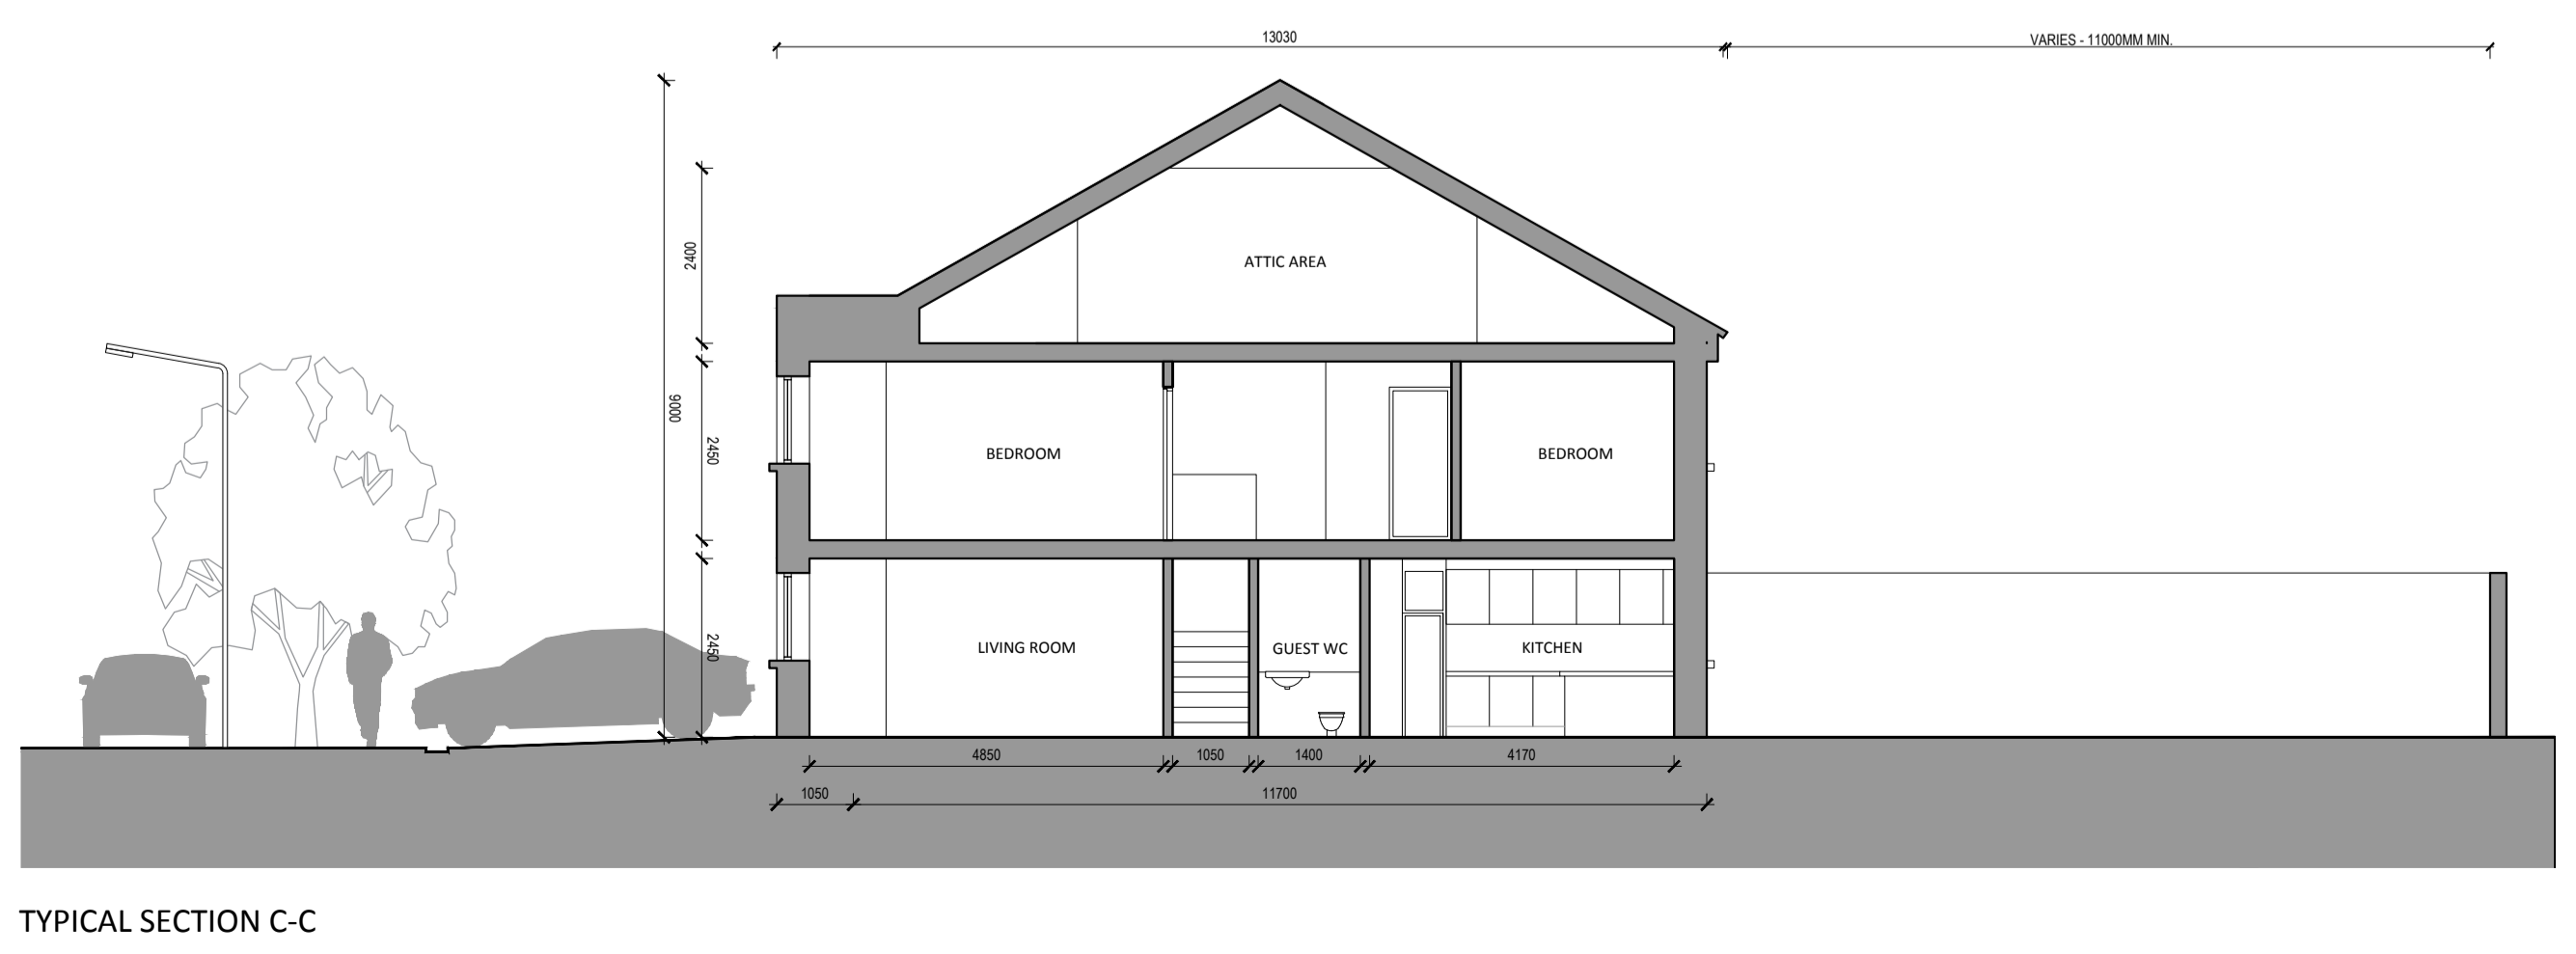 13030
VARIES - 11000MM MIN.
2400
ATTIC AREA
9000
2450
BEDROOM
BEDROOM
2450
LIVING ROOM
GUEST WC
KITCHEN
4850
1050
1400
4170
1050
11700
TYPICAL SECTION C-C